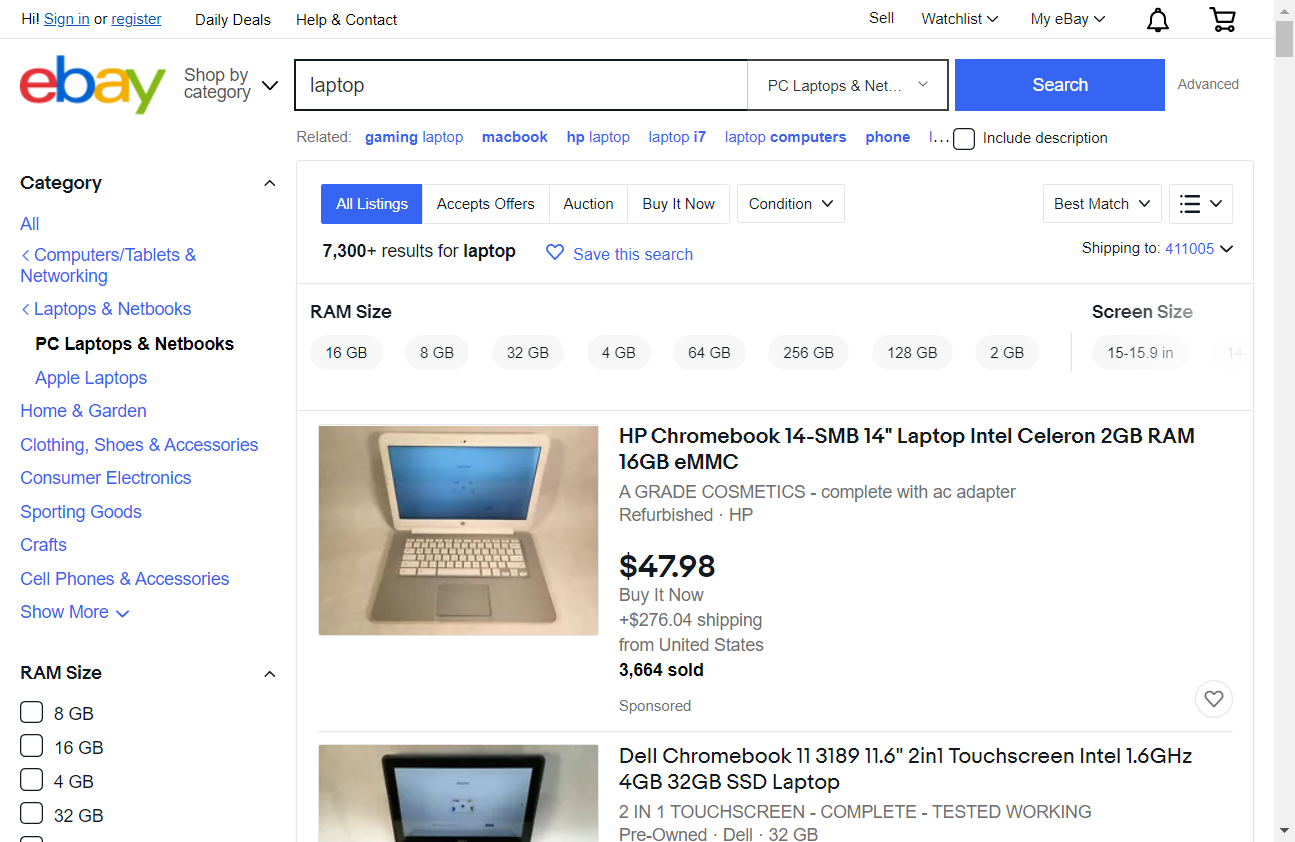 Hi! Sign in or register
Daily Deals
Help & Contact
Sell
Watchlist
My eBay
ebay
Shop by
category
laptop
PC Laptops & Net...
Search
Advanced
Related: gaming laptop macbook hp laptop laptop i7 laptop computers phone l...
Include description
Category
All
Computers/Tablets &
Networking
Laptops & Netbooks
PC Laptops & Netbooks
Apple Laptops
Home & Garden
Clothing, Shoes & Accessories
Consumer Electronics
Sporting Goods
Crafts
Cell Phones & Accessories
Show More
RAM Size
8 GB
16 GB
4 GB
32 GB
All Listings
Accepts Offers
Auction
Buy It Now
Condition
Best Match
7,300+ results for laptop
Save this search
Shipping to: 411005
RAM Size
16 GB
8 GB
32 GB
4 GB
64 GB
256 GB
128 GB
2 GB
Screen Size
15-15.9 in
14-
HP Chromebook 14-SMB 14" Laptop Intel Celeron 2GB RAM
16GB eMMC
A GRADE COSMETICS - complete with ac adapter
Refurbished · HP
$47.98
Buy It Now
+$276.04 shipping
from United States
3,664 sold
Sponsored
Dell Chromebook 11 3189 11.6" 2in1 Touchscreen Intel 1.6GHz
4GB 32GB SSD Laptop
2 IN 1 TOUCHSCREEN - COMPLETE - TESTED WORKING
Pre-Owned · Dell · 32 GB